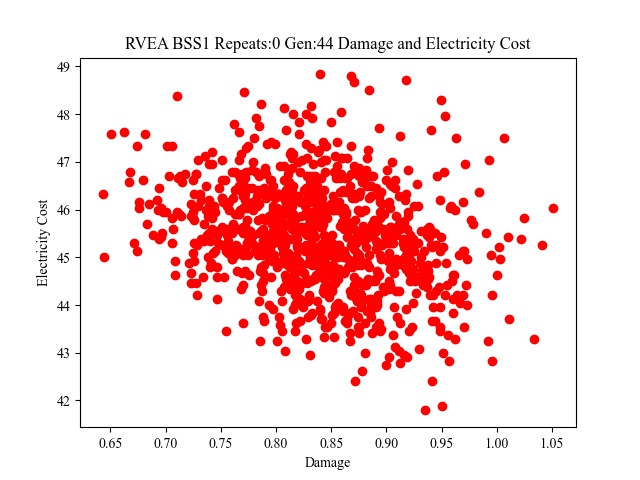 RVEA BSS1 Repeats:0 Gen:44 Damage and Electricity Cost
49
48
47
46
45
44
43
42
Electricity Cost
0.65 0.70 0.75 0.80 0.85 0.90 0.95 1.00 1.05
Damage